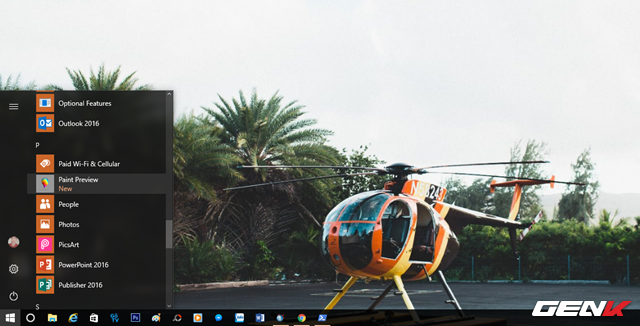 Optional Features
Outlook 2016
P
Paid Wi-Fi & Cellular
Paint Preview
New
People
Photos
PicsArt
PowerPoint 2016
Publisher 2016
S
24
GENK